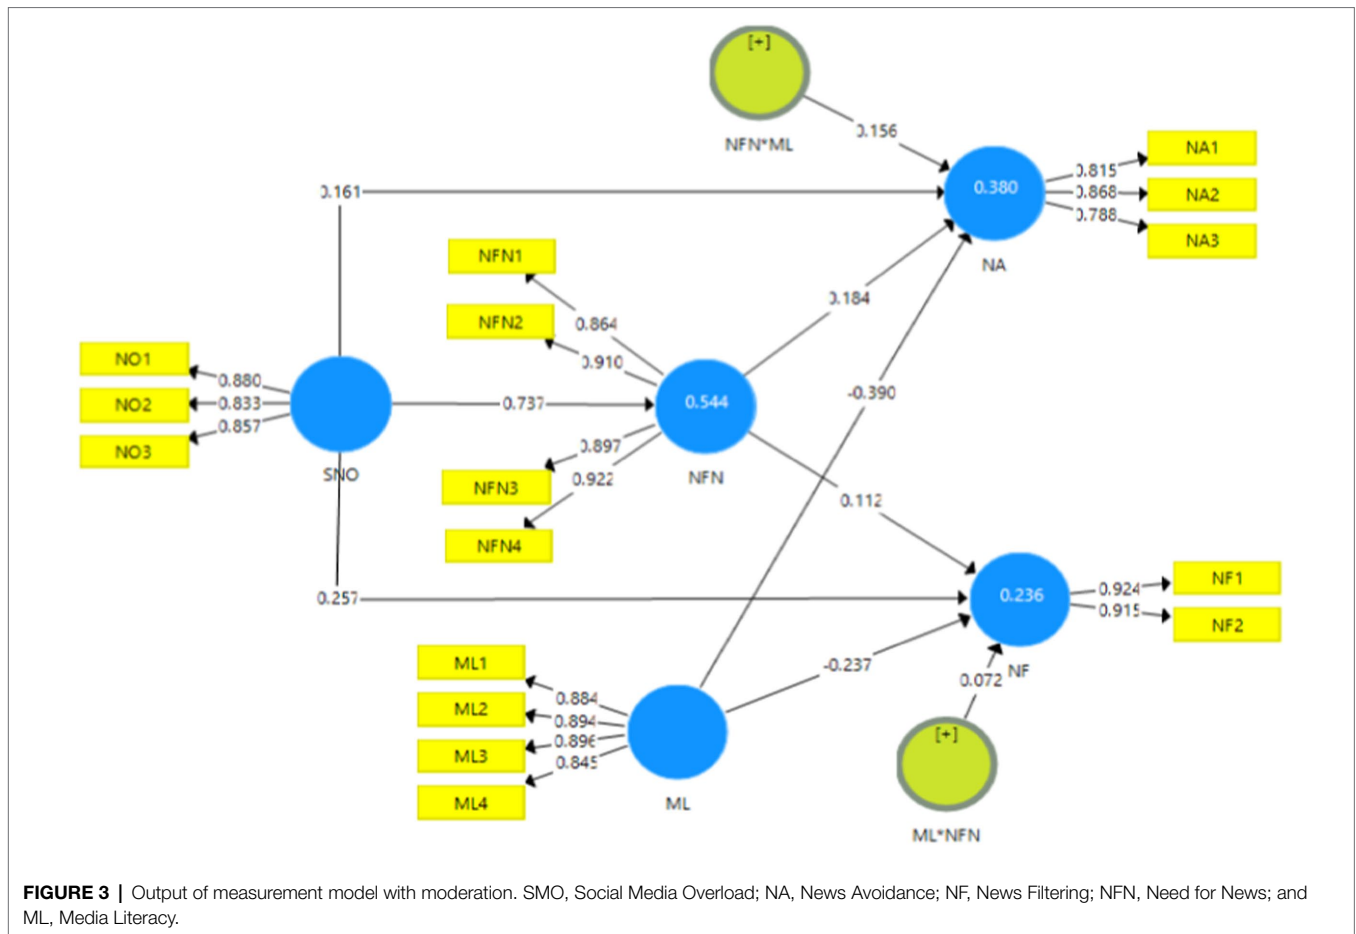 [+]
NFN*ML
0.156
NA1
0.815
0.380
0.868
NA2
0.161
0.788
NA3
NFN1
NA
NFN2
0.864
0.184
0.910
NO1
0.880
NO2
0.833
0.737
0.544
-0.390
0.857
NO3
0.897
SNO
NFN3
0.922
NFN
0.112
NFN4
NF1
0.924
0.257
0.236
0.915
NF2
ML1
-0.237
NF
0.884
0.072
ML2
0.894
ML3
0.896
[+]
0.845
ML4
ML
ML*NFN
FIGURE 3 | Output of measurement model with moderation. SMO, Social Media Overload; NA, News Avoidance; NF, News Filtering; NFN, Need for News; and
ML, Media Literacy.